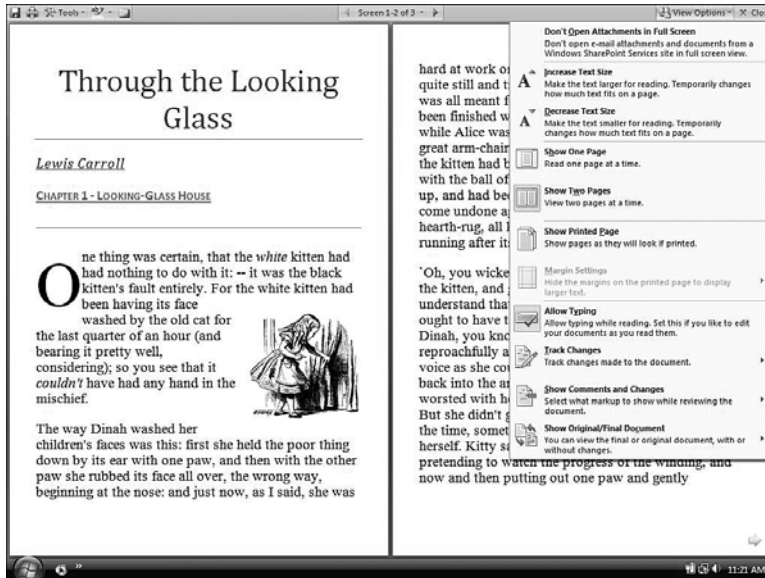 Tools
Screen 1-2 of 3
View Options
X Clo
Through the Looking
Glass
Lewis Carroll
CHAPTER 1 - LOOKING-GLASS HOUSE
One thing was certain, that the white kitten had
had nothing to do with it: -- it was the black
kitten's fault entirely. For the white kitten had
been having its face
washed by the old cat for
the last quarter of an hour (and
bearing it pretty well,
considering); so you see that it
couldn't have had any hand in the
mischief.
The way Dinah washed her
children's faces was this: first she held the poor thing
down by its ear with one paw, and then with the other
paw she rubbed its face all over, the wrong way,
beginning at the nose: and just now, as I said, she was
hard at work o
quite still and t
was all meant f
been finished w
while Alice was
great arm-chair
the kitten had b
with the ball of
up, and had bee
come undone a
hearth-rug, all
running after it
`Oh, you wicke
the kitten, and
understand tha
ought to have t
Dinah, you kno
reproachfully a
voice as she cou
back into the ar
worsted with h
But she didn't g
the time, somet
herself. Kitty sa
pretending to watch the progress of the winding, and
now and then putting out one paw and gently
Don't Open Attachments in Full Screen
Don't open e-mail attachments and documents from a
Windows SharePoint Services site in full screen view.
Increase Text Size
Make the text larger for reading. Temporarily changes
how much text fits on a page.
Decrease Text Size
Make the text smaller for reading. Temporarily
changes how much text fits on a page.
Show One Page
Read one page at a time.
Show Two Pages
View two pages at a time.
Show Printed Page
Show pages as they will look if printed.
Margin Settings
Hide the margins on the printed page to display
larger text.
Allow Typing
Allow typing while reading. Set this if you like to edit
your documents as you read them.
Track Changes
Track changes made to the document.
Show Comments and Changes
Select what markup to show while reviewing the
document.
Show Original/Final Document
You can view the final or original document, with or
without changes.
11:21 AM